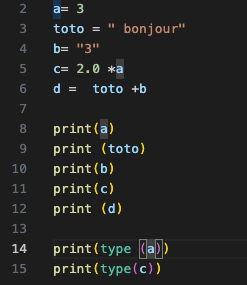 2 a= 3
3 toto = " bonjour"
4 b= "3"
5 c= 2.0 *a
6 d =  toto +b
7
8 print(a)
9 print (toto)
10 print(b)
11 print(c)
12 print (d)
13
14 print(type (a))
15 print(type(c))